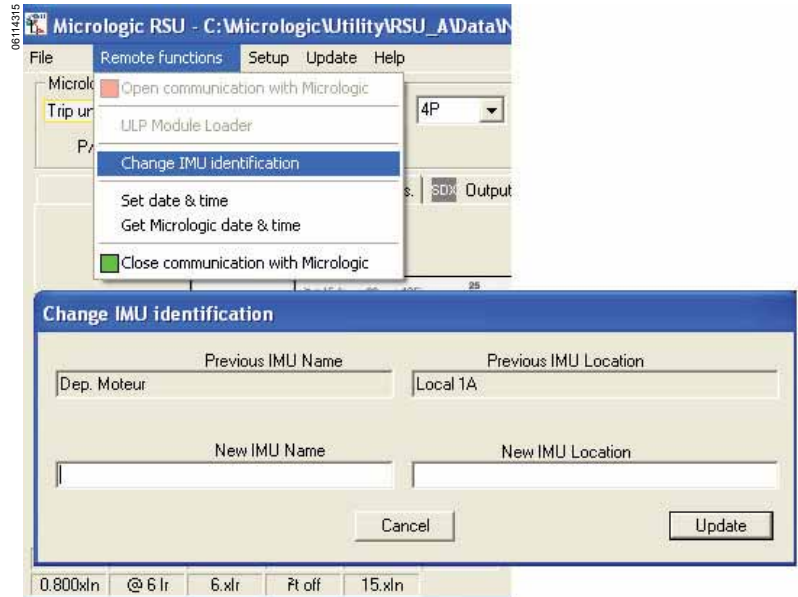 06114315
Micrologic RSU - C:\Micrologic\Utility\RSU_A\Data\
File Remote functions Setup Update Help
Open communication with Micrologic
Trip 4P
ULP Module Loader
Change IMU identification
Set date & time
SDX Output
Get Micrologic date & time
Close communication with Micrologic
25
Change IMU identification
Previous IMU Name Previous IMU Location
Dep. Moteur Local 1A
New IMU Name New IMU Location
Cancel Update
0.800xIn @ 6 Ir 6.xIr I²t off 15.xIn